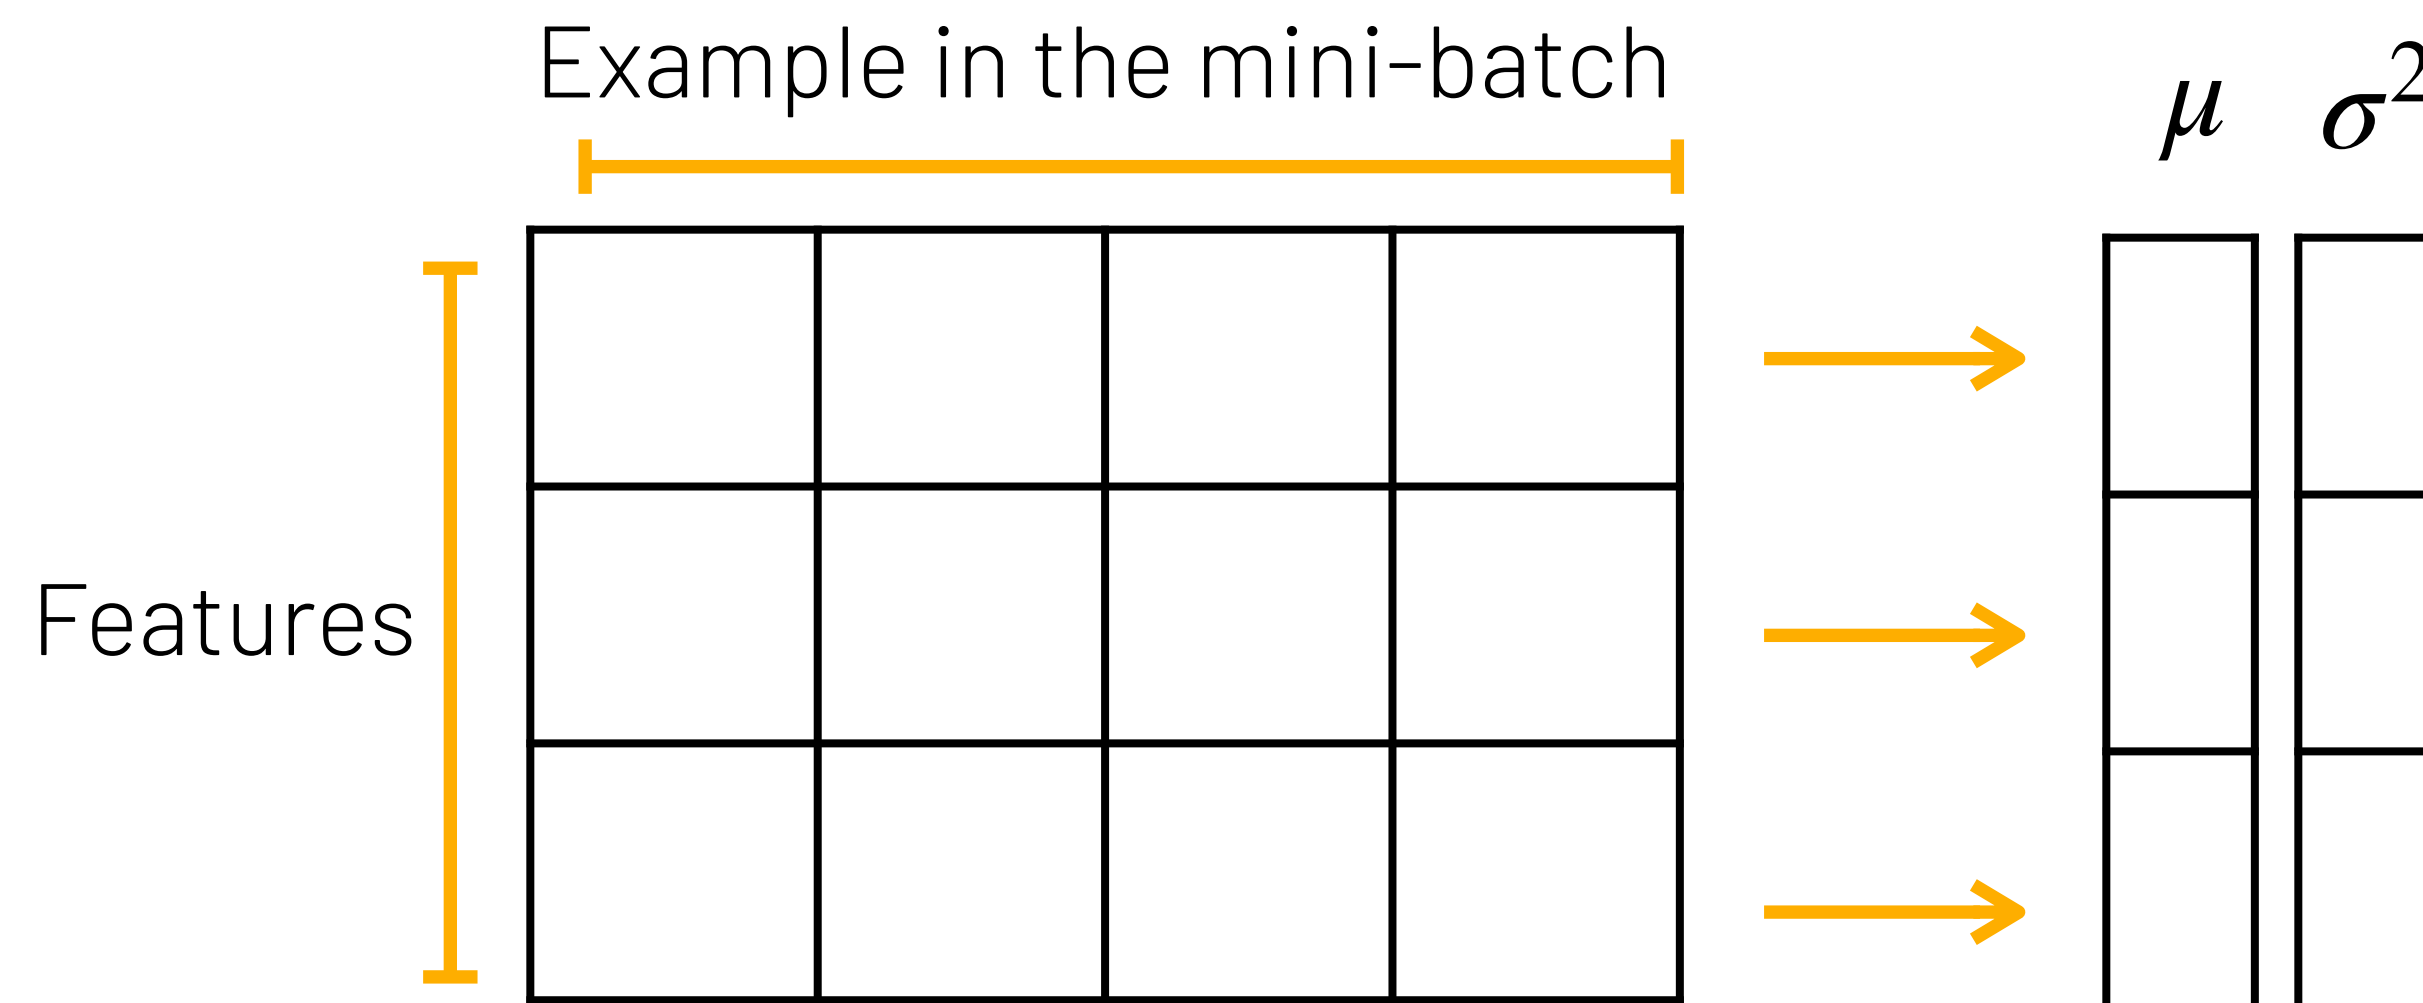 Example in the mini-batch
μ σ²
Features